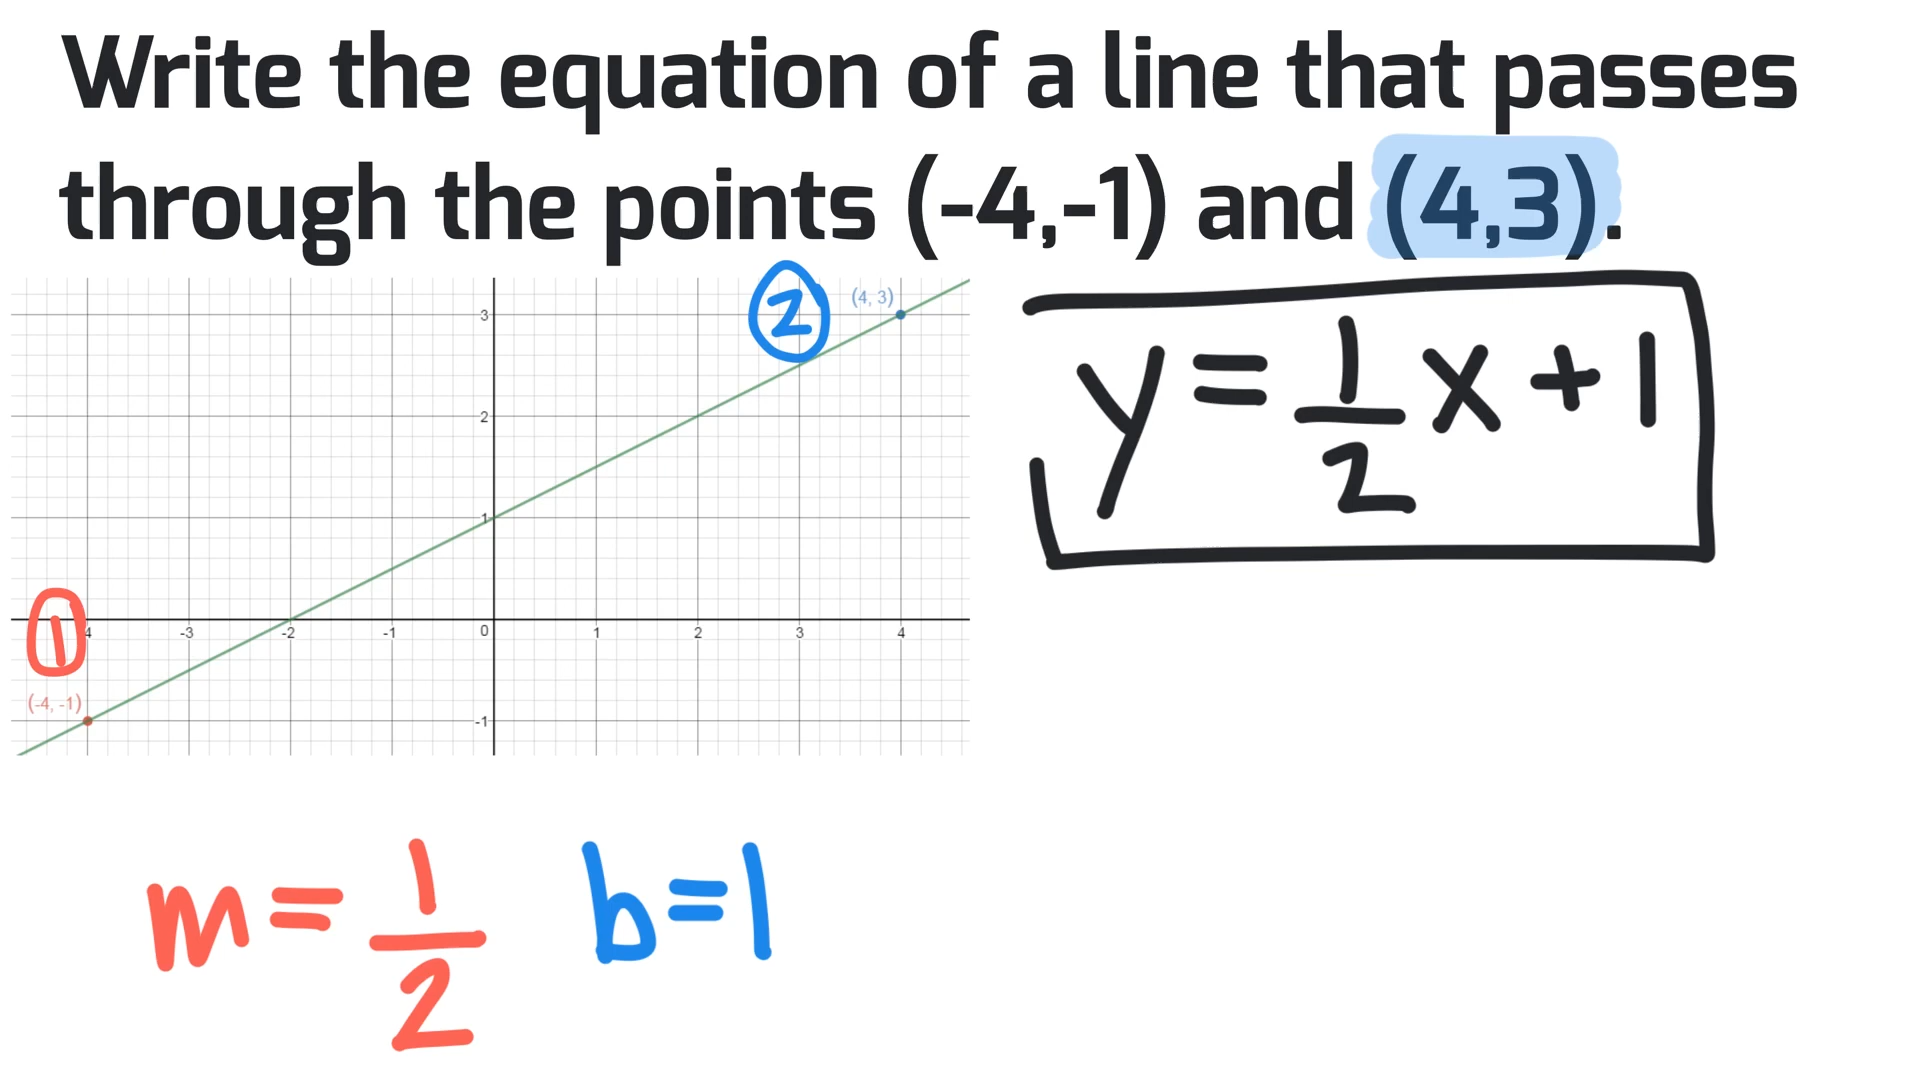 Write the equation of a line that passes
through the points (-4,-1) and (4,3).
2
(4, 3)
3
y = 1/2 x + 1
2
1
1
4 -3 -2 -1 0 1 2 3 4
(-4, -1)
-1
m = 1/2 b = 1